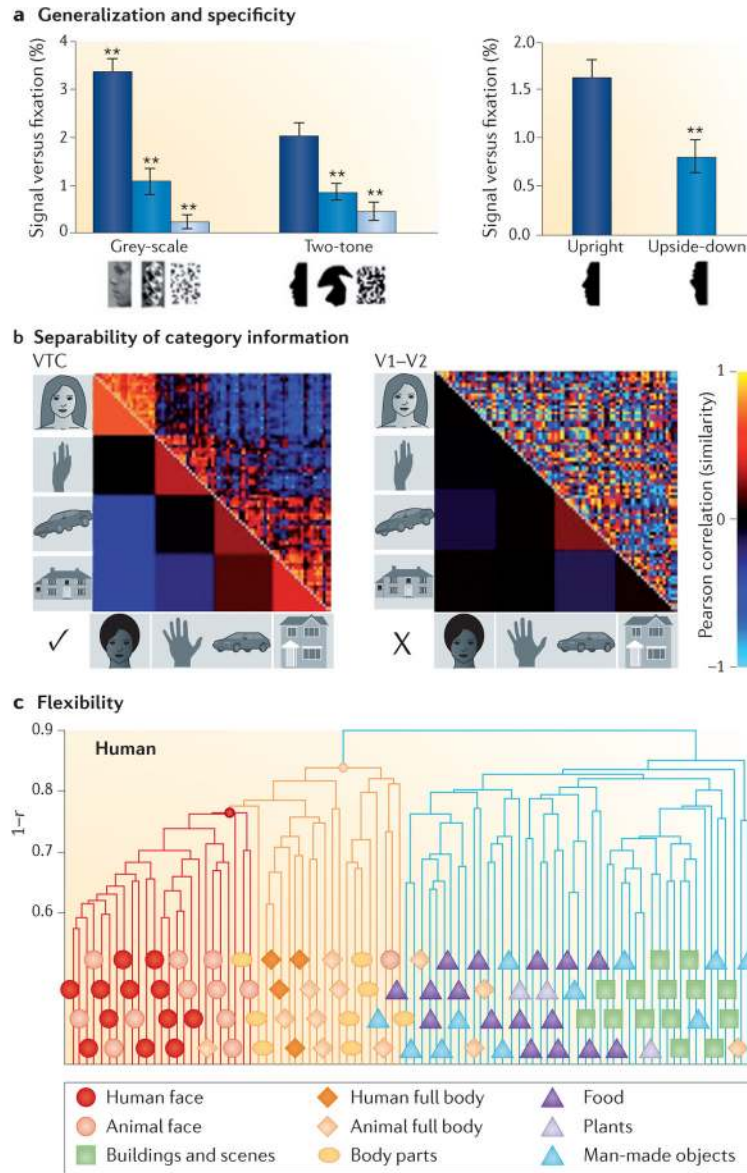 a Generalization and specificity
Signal versus fixation (%)
4
3
2
1
0
**
**
**
**
**
Grey-scale
Two-tone
Signal versus fixation (%)
2.0
1.5
1.0
0.5
0.0
**
Upright
Upside-down
b Separability of category information
VTC
V1–V2
✓
X
1
0
−1
Pearson correlation (similarity)
c Flexibility
Human
1–r
0.9
0.8
0.7
0.6
Human face
Human full body
Food
Animal face
Animal full body
Plants
Buildings and scenes
Body parts
Man-made objects